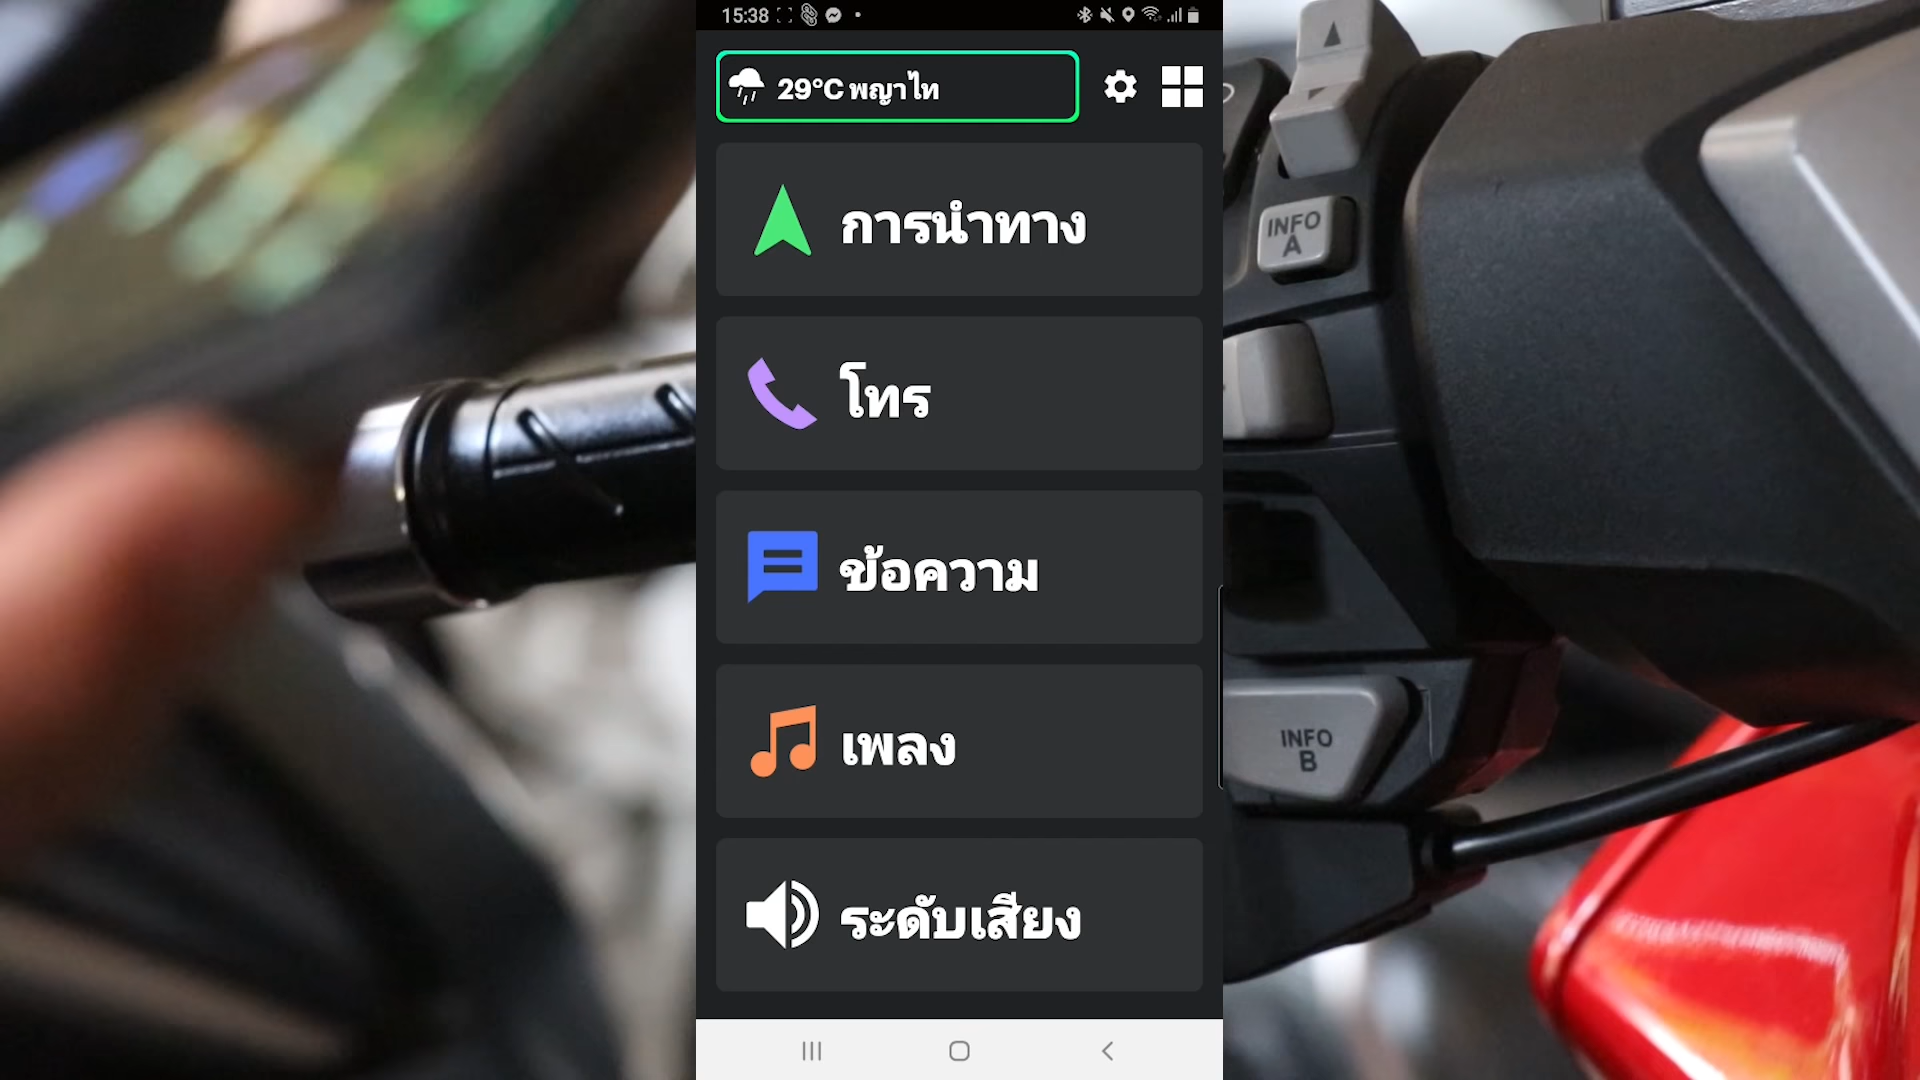 15:38
29°C พญาไท
การนำทาง
โทร
ข้อความ
เพลง
ระดับเสียง
INFO
A
INFO
B